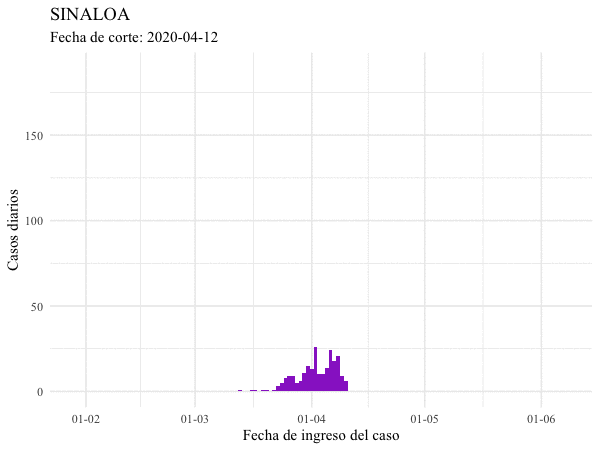 SINALOA
Fecha de corte: 2020-04-12
Casos diarios
150
100
50
0
01-02 01-03 01-04 01-05 01-06
Fecha de ingreso del caso